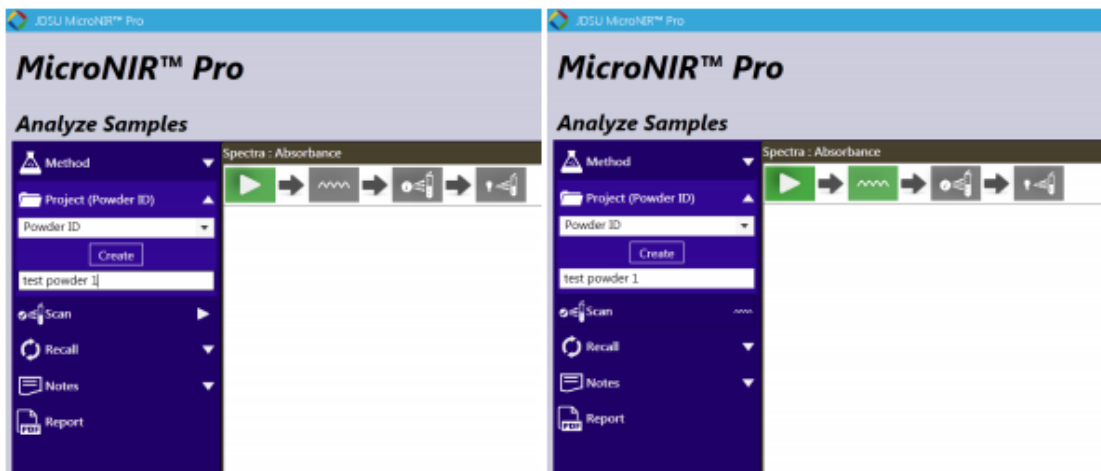 JDSU MicroNIR™ Pro
MicroNIR™ Pro
Analyze Samples
Method
Spectra : Absorbance
Project (Powder ID)
Powder ID
Create
test powder 1
Scan
Recall
Notes
PDF
Report
JDSU MicroNIR™ Pro
MicroNIR™ Pro
Analyze Samples
Method
Spectra : Absorbance
Project (Powder ID)
Powder ID
Create
test powder 1
Scan
Recall
Notes
PDF
Report